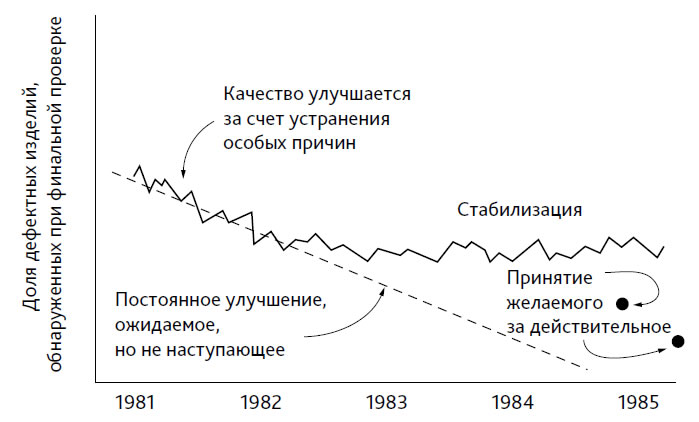 Доля дефектных изделий,
обнаруженных при финальной проверке
Качество улучшается
за счет устранения
особых причин
Стабилизация
Принятие
желаемого
за действительное
Постоянное улучшение,
ожидаемое,
но не наступающее
1981 1982 1983 1984 1985